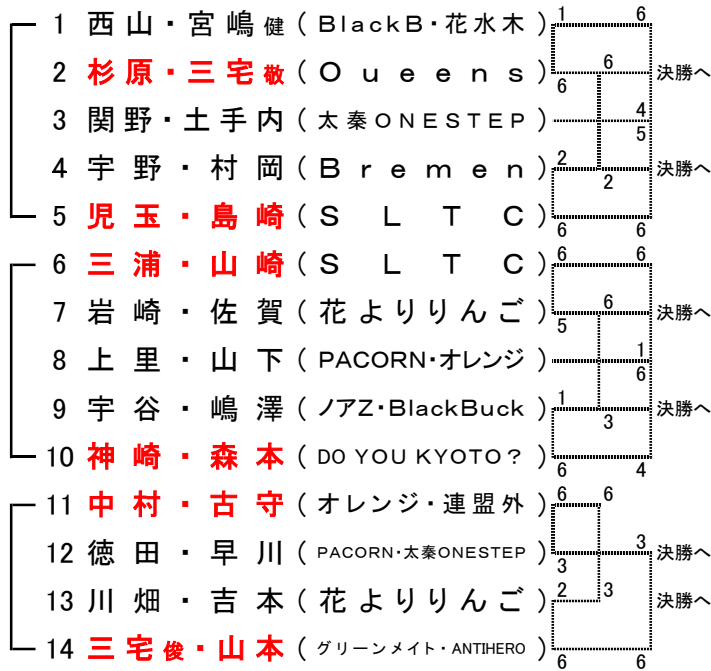 1 西山・宮嶋健 (BlackB・花水木) 1 6
2 杉原・三宅敬 (Oueens) 6 6 決勝へ
3 関野・土手内 (太秦ONESTEP) 4 5
4 宇野・村岡 (Bremen) 2 2 決勝へ
5 児玉・島崎 (SLTC) 6 6
6 三浦・山崎 (SLTC) 6 6
7 岩崎・佐賀 (花よりりんご) 5 6 決勝へ
8 上里・山下 (PACORN・オレンジ) 1 6
9 宇谷・嶋澤 (ノアZ・BlackBuck) 1 3 決勝へ
10 神崎・森本 (DO YOU KYOTO?) 6 4
11 中村・古守 (オレンジ・連盟外) 6 6
12 徳田・早川 (PACORN・太秦ONESTEP) 3 3 決勝へ
13 川畑・吉本 (花よりりんご) 2 3 決勝へ
14 三宅俊・山本 (グリーンメイト・ANTIHERO) 6 6